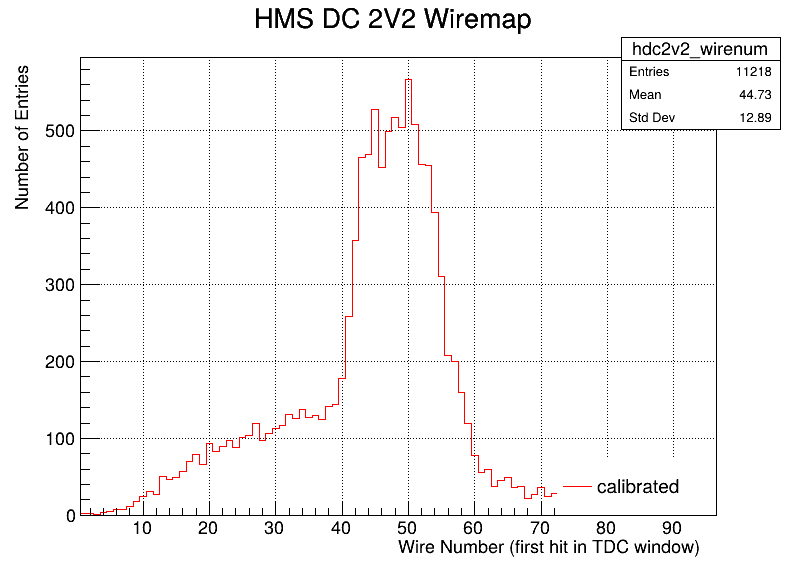 HMS DC 2V2 Wiremap
hdc2v2_wirenum
Entries 11218
Mean 44.73
Std Dev 12.89
Number of Entries
500
400
300
200
100
0
calibrated
10 20 30 40 50 60 70 80 90
Wire Number (first hit in TDC window)